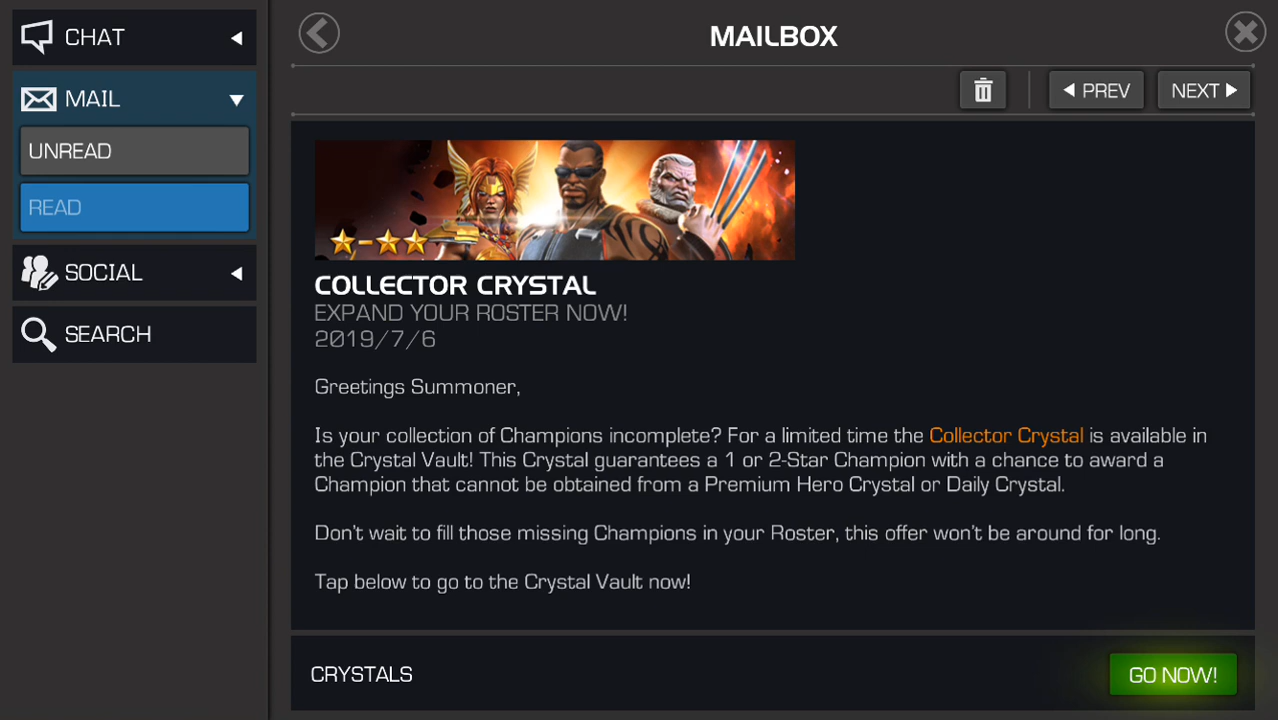 CHAT
MAIL
UNREAD
READ
SOCIAL
SEARCH
MAILBOX
PREV
NEXT
COLLECTOR CRYSTAL
EXPAND YOUR ROSTER NOW!
2019/7/6
Greetings Summoner,
Is your collection of Champions incomplete? For a limited time the Collector Crystal is available in
the Crystal Vault! This Crystal guarantees a 1 or 2-Star Champion with a chance to award a
Champion that cannot be obtained from a Premium Hero Crystal or Daily Crystal.
Don't wait to fill those missing Champions in your Roster, this offer won't be around for long.
Tap below to go to the Crystal Vault now!
CRYSTALS
GO NOW!